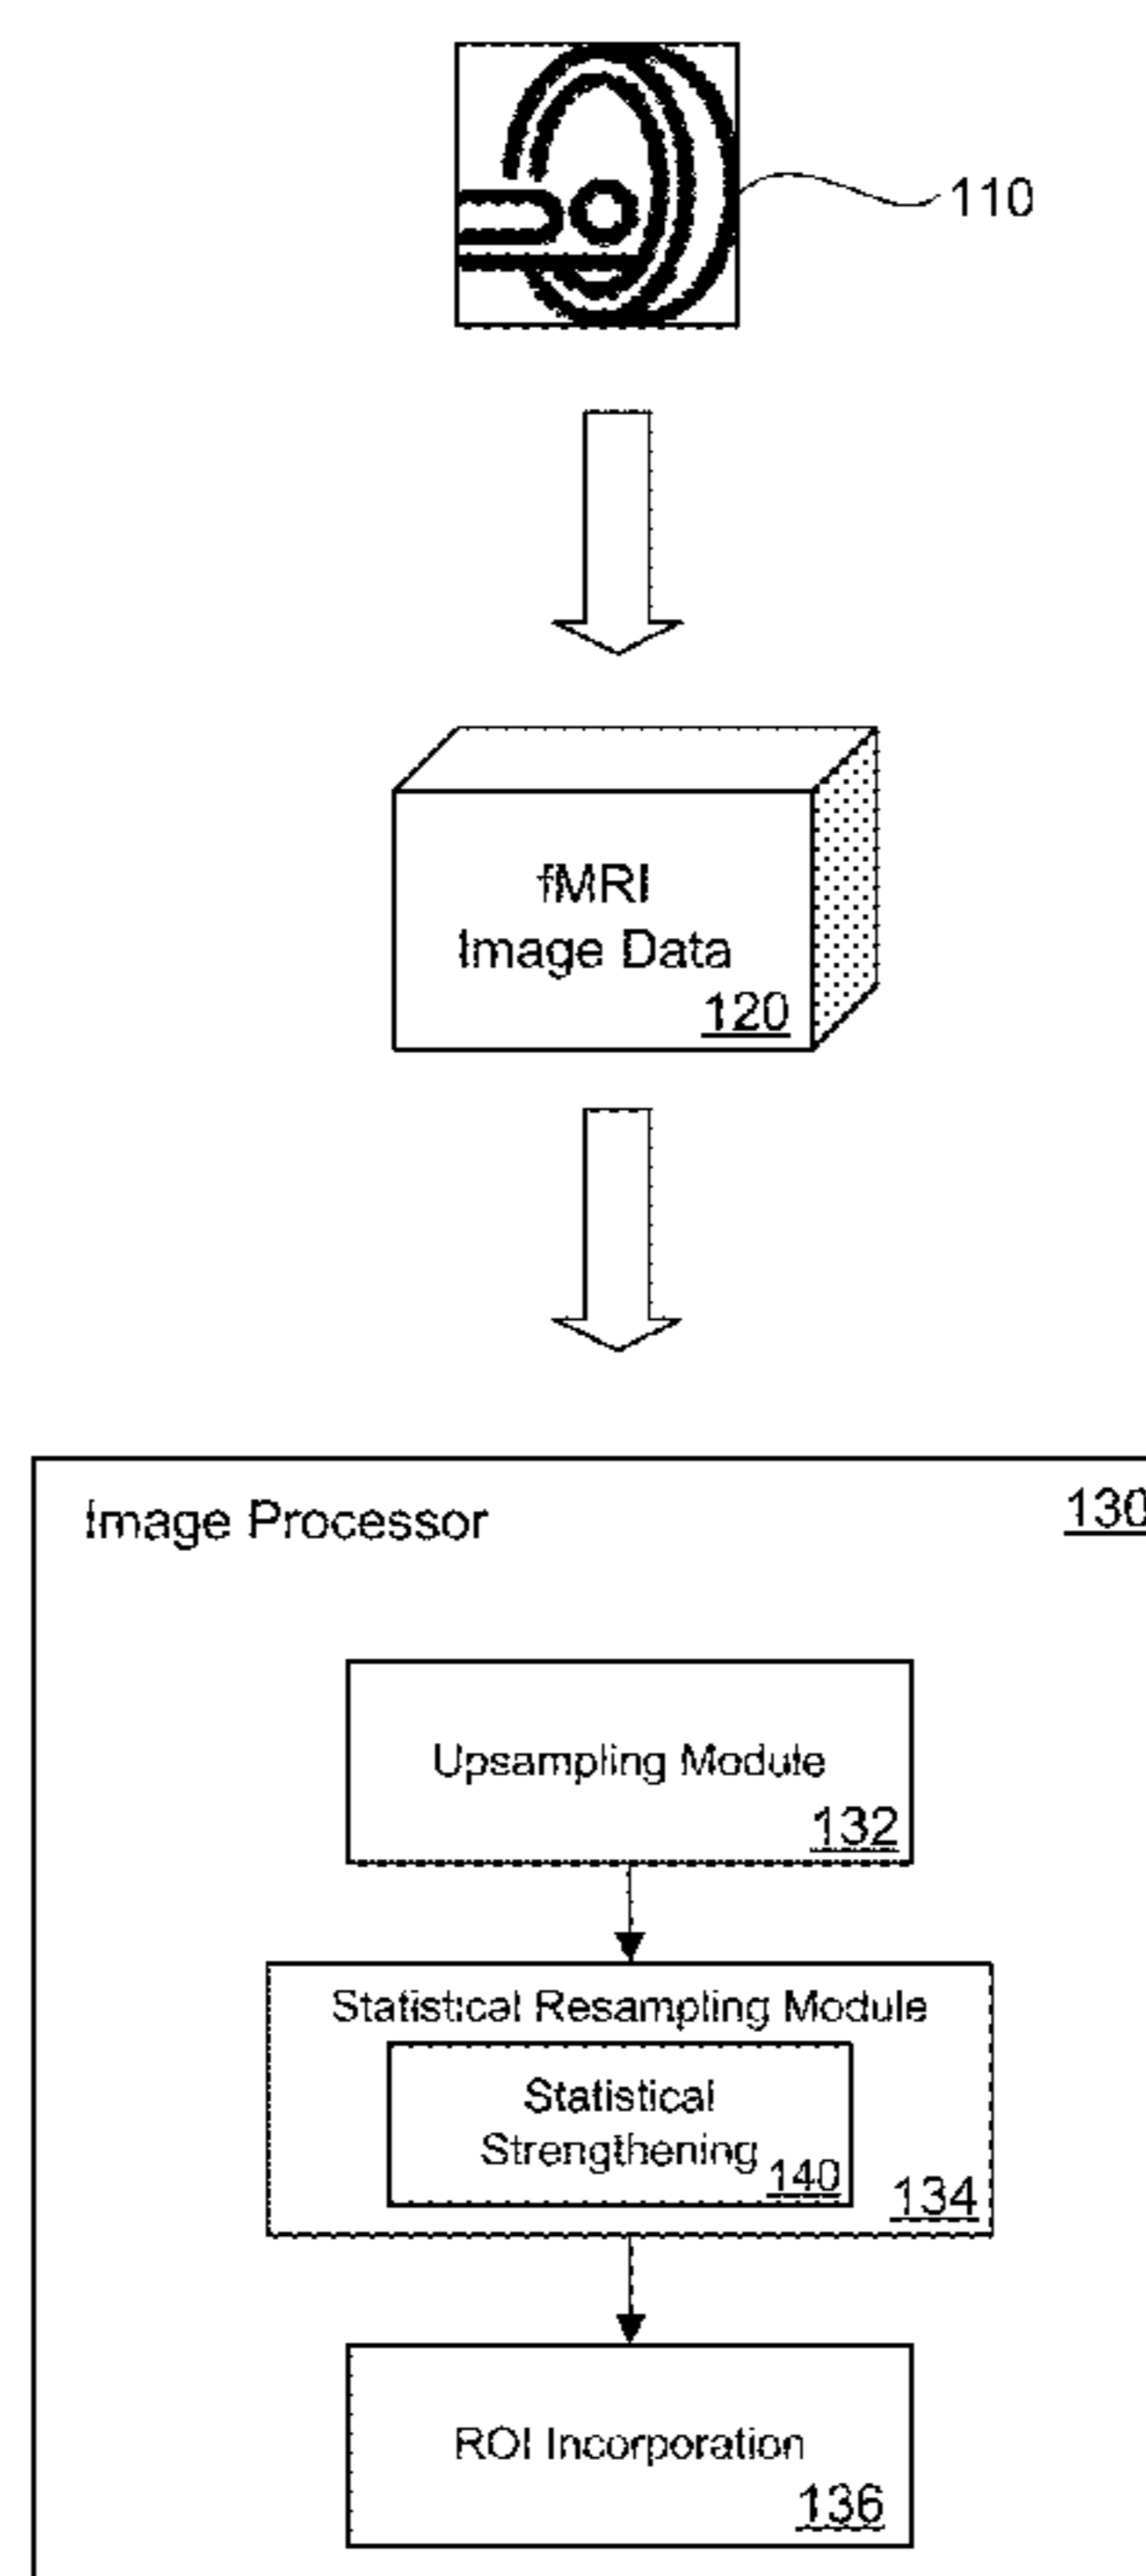 110
fMRI
Image Data
120
Image Processor
130
Upsampling Module
132
Statistical Resampling Module
Statistical
Strengthening
140
134
ROI Incorporation
136